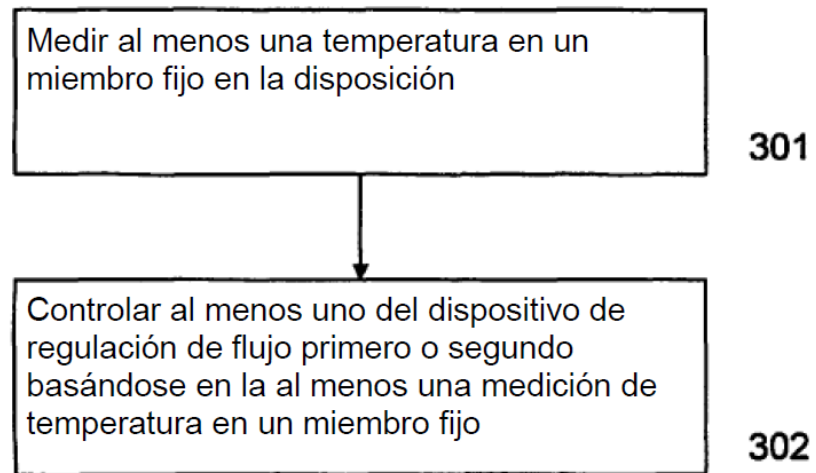 Medir al menos una temperatura en un
miembro fijo en la disposición
301
Controlar al menos uno del dispositivo de
regulación de flujo primero o segundo
basándose en la al menos una medición de
temperatura en un miembro fijo
302